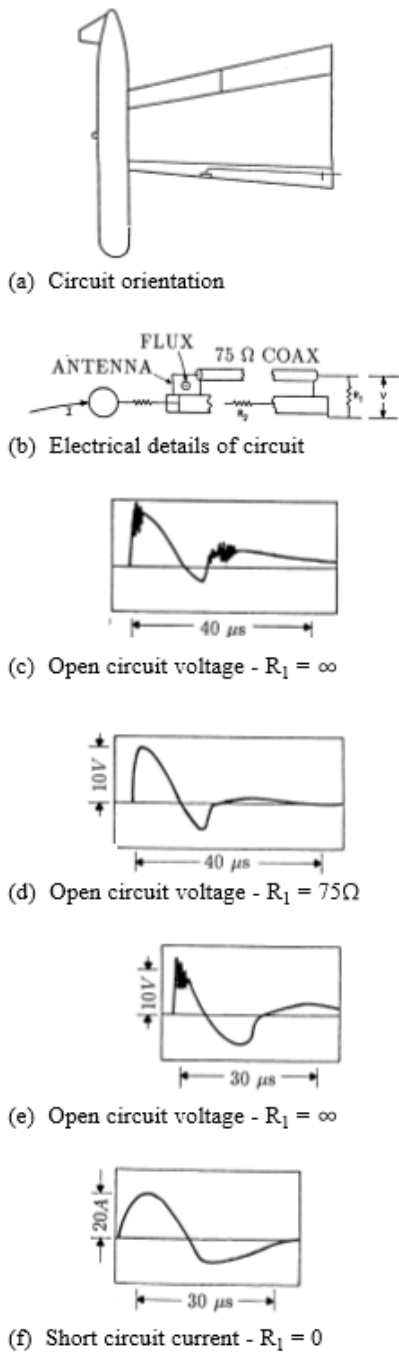 (a) Circuit orientation
FLUX
75 Ω COAX
ANTENNA
I
R₂
R₁
V
(b) Electrical details of circuit
40 μs
(c) Open circuit voltage - R₁ = ∞
10V
40 μs
(d) Open circuit voltage - R₁ = 75Ω
10V
30 μs
(e) Open circuit voltage - R₁ = ∞
20A
30 μs
(f) Short circuit current - R₁ = 0